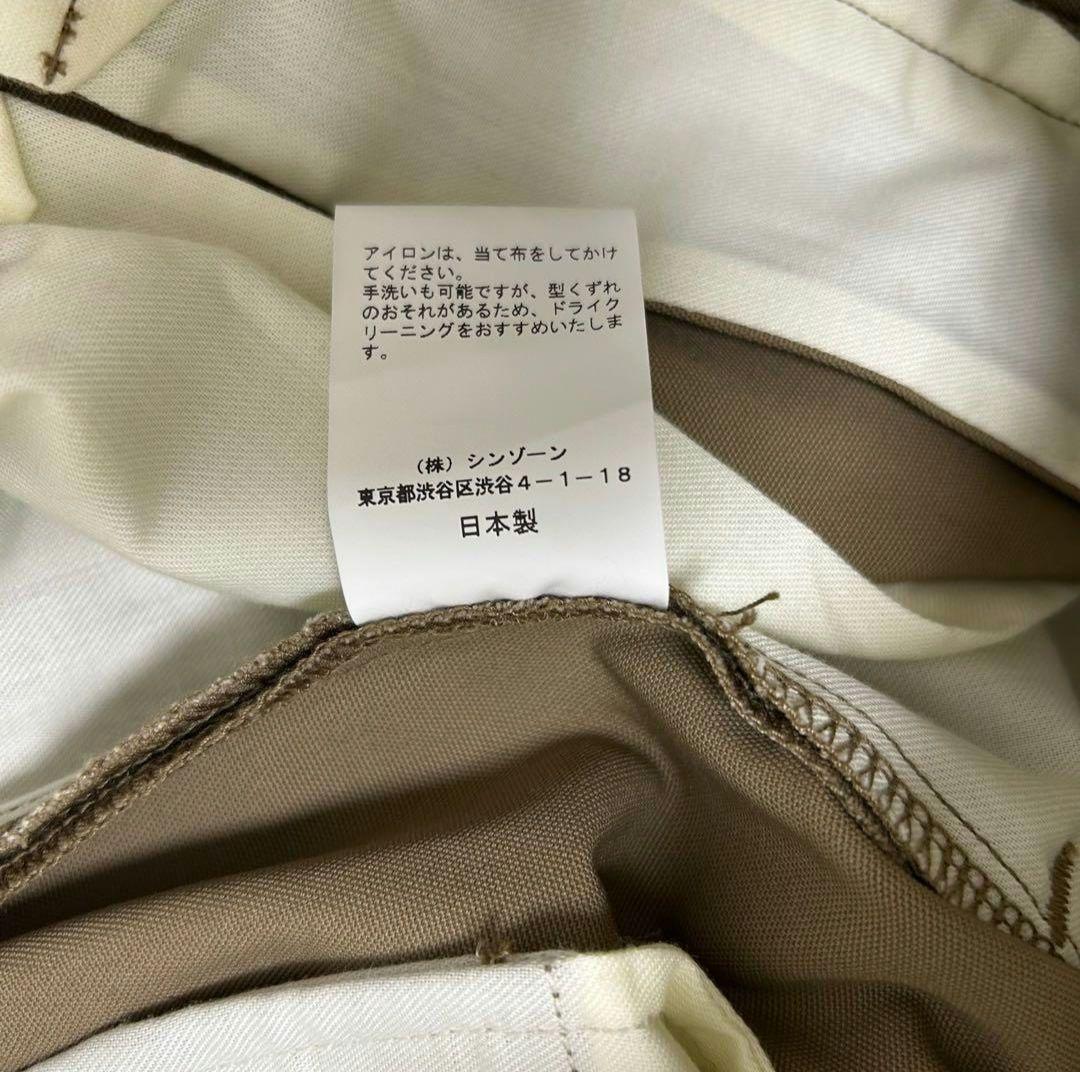 アイロンは、当て布をしてかけ
てください。
手洗いも可能ですが、型くずれ
のおそれがあるため、ドライク
リーニングをおすすめいたしま
す。
（株）シンゾーン
東京都渋谷区渋谷４－１－１８
日本製